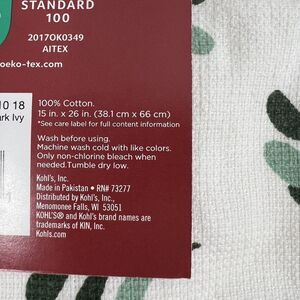 STANDARD
100
2017OK0349
AITEX
oeko-tex.com
10 18
ark Ivy
100% Cotton.
15 in. x 26 in. (38.1 cm x 66 cm)
*See care label for full content information
Wash before using.
Machine wash cold with like colors.
Only non-chlorine bleach when
needed. Tumble dry low.
Kohl's, Inc.
Made in Pakistan • RN# 73277
Distributed by Kohl's, Inc.,
Menomonee Falls, WI 53051
KOHL'S® and Kohl's brand names are
trademarks of KIN, Inc.
Kohls.com